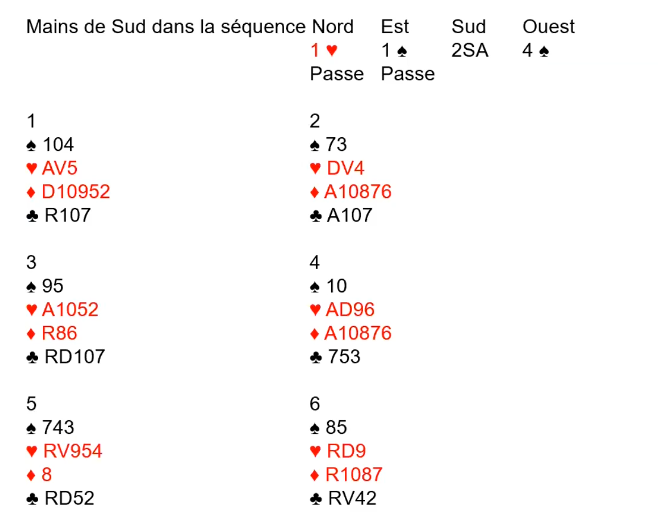 Mains de Sud dans la séquence Nord Est Sud Ouest
1 ♥ 1 ♠ 2SA 4 ♠
Passe Passe
1 2
♠ 104 ♠ 73
♥ AV5 ♥ DV4
♦ D10952 ♦ A10876
♣ R107 ♣ A107
3 4
♠ 95 ♠ 10
♥ A1052 ♥ AD96
♦ R86 ♦ A10876
♣ RD107 ♣ 753
5 6
♠ 743 ♠ 85
♥ RV954 ♥ RD9
♦ 8 ♦ R1087
♣ RD52 ♣ RV42